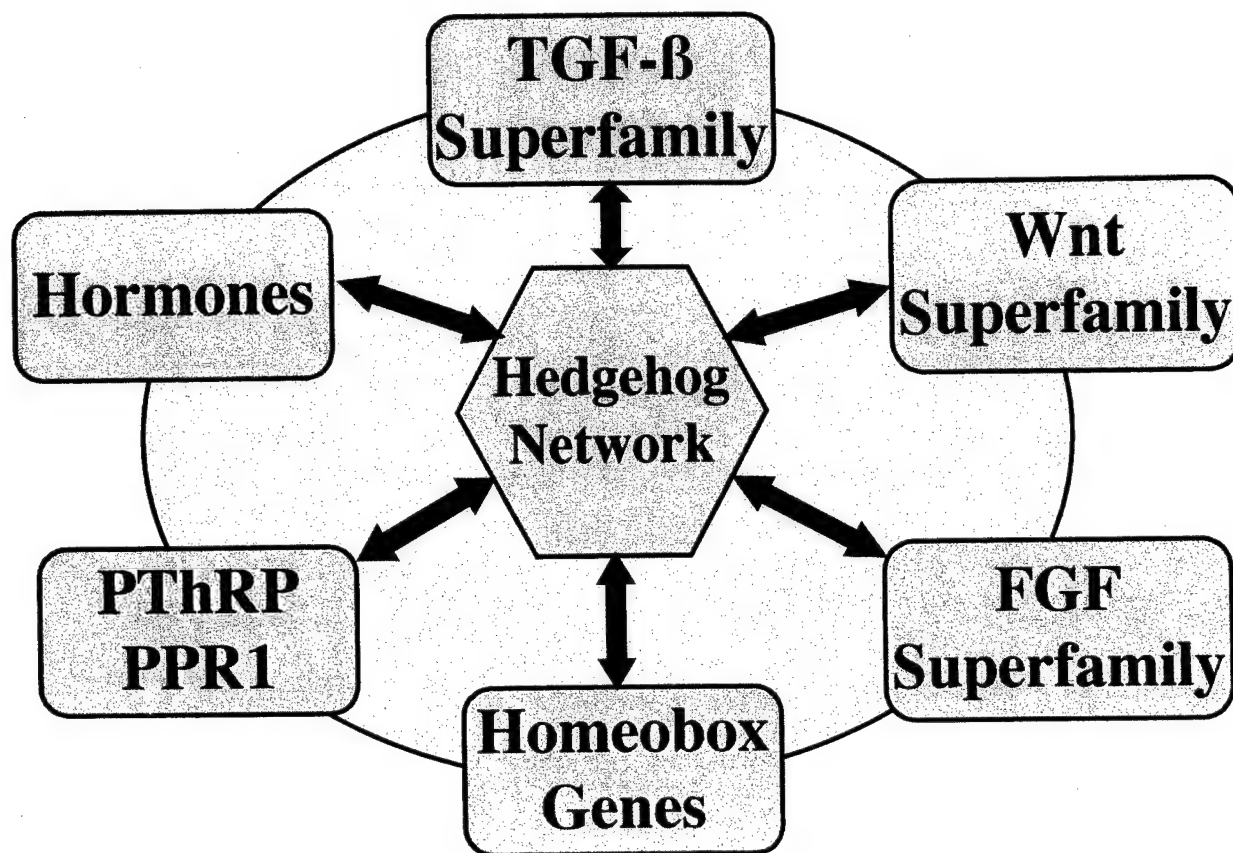 TGF-ß
Superfamily
Wnt
Superfamily
Hormones
Hedgehog
Network
PThRP
PPR1
FGF
Superfamily
Homeobox
Genes